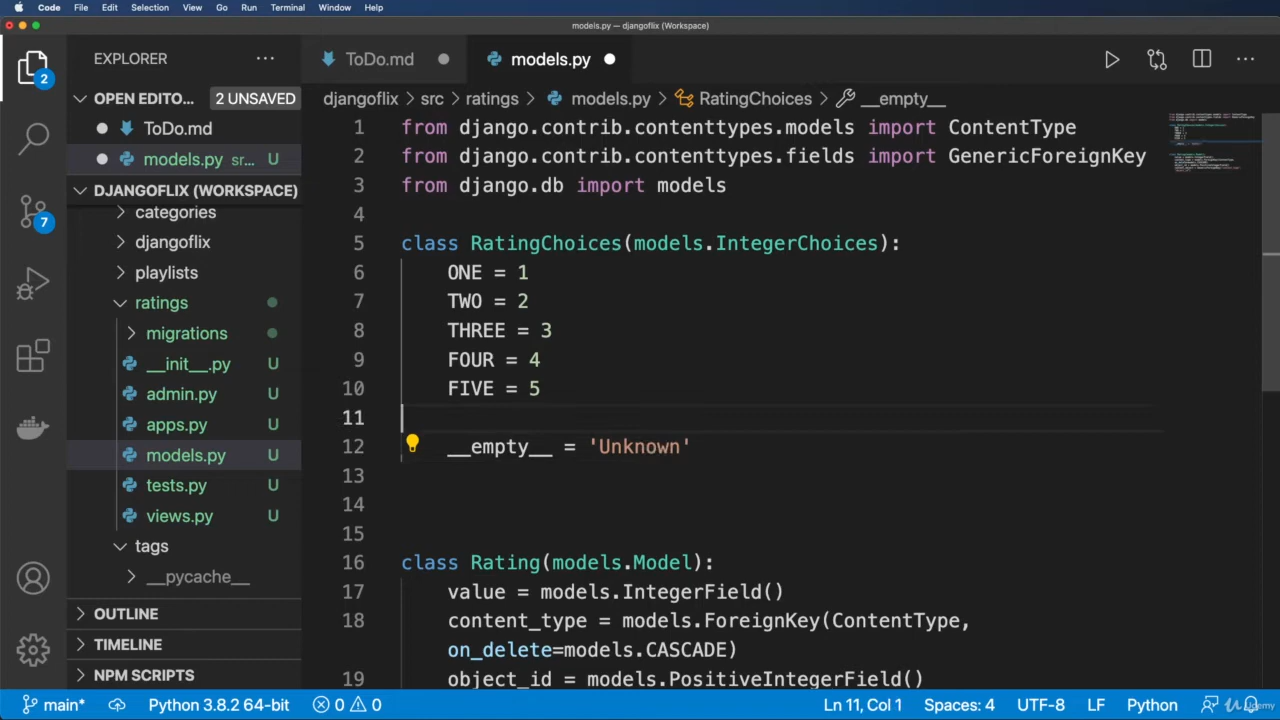 Code File Edit Selection View Go Run Terminal Window Help
models.py — djangoflix (Workspace)
EXPLORER
ToDo.md
models.py
2
OPEN EDITO... 2 UNSAVED
ToDo.md
models.py sr... U
DJANGOFLIX (WORKSPACE)
categories
djangoflix
playlists
ratings
migrations
__init__.py U
admin.py U
apps.py U
models.py U
tests.py U
views.py U
tags
__pycache__
OUTLINE
TIMELINE
NPM SCRIPTS
7
djangoflix > src > ratings > models.py > RatingChoices > __empty__
1 from django.contrib.contenttypes.models import ContentType
2 from django.contrib.contenttypes.fields import GenericForeignKey
3 from django.db import models
4
5 class RatingChoices(models.IntegerChoices):
6 ONE = 1
7 TWO = 2
8 THREE = 3
9 FOUR = 4
10 FIVE = 5
11
12 __empty__ = 'Unknown'
13
14
15
16 class Rating(models.Model):
17 value = models.IntegerField()
18 content_type = models.ForeignKey(ContentType,
on_delete=models.CASCADE)
19 object_id = models.PositiveIntegerField()
main* Python 3.8.2 64-bit 0 0 Ln 11, Col 1 Spaces: 4 UTF-8 LF Python
Udemy